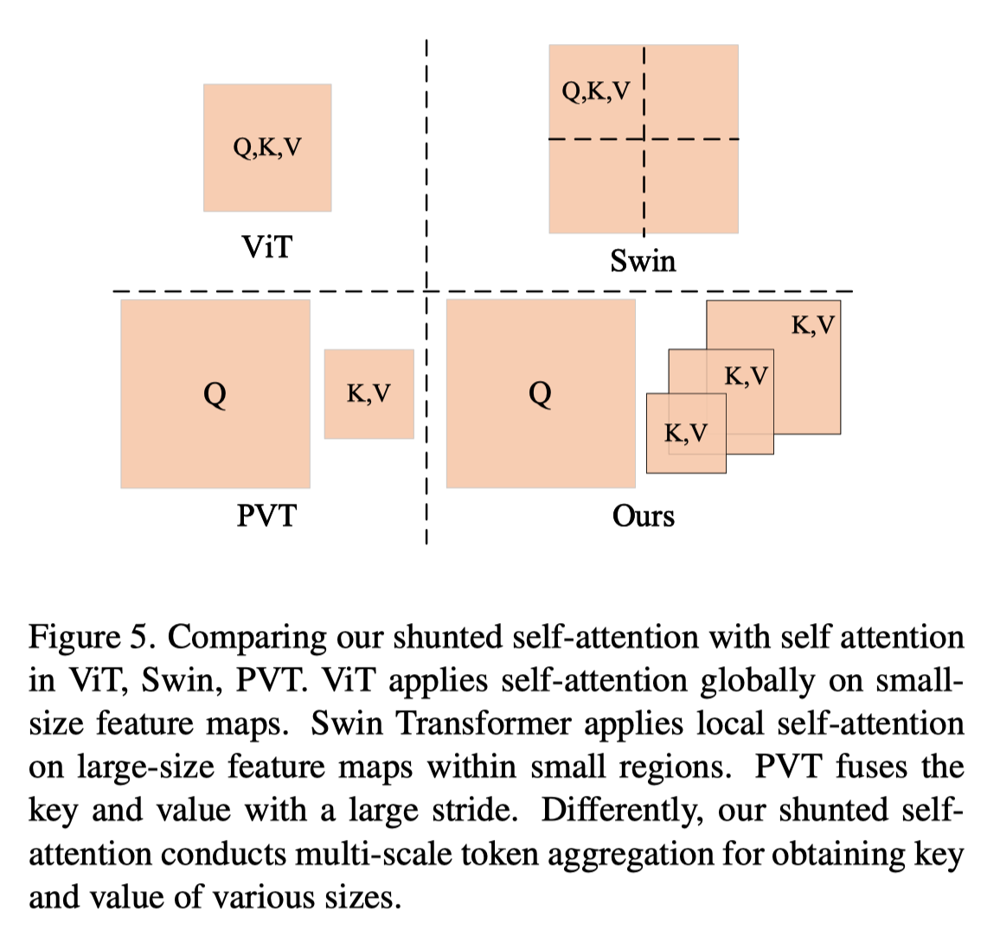 Q,K,V
ViT
Q,K,V
Swin
Q
K,V
PVT
Q
K,V
K,V
K,V
Ours
Figure 5. Comparing our shunted self-attention with self attention
in ViT, Swin, PVT. ViT applies self-attention globally on small-
size feature maps. Swin Transformer applies local self-attention
on large-size feature maps within small regions. PVT fuses the
key and value with a large stride. Differently, our shunted self-
attention conducts multi-scale token aggregation for obtaining key
and value of various sizes.